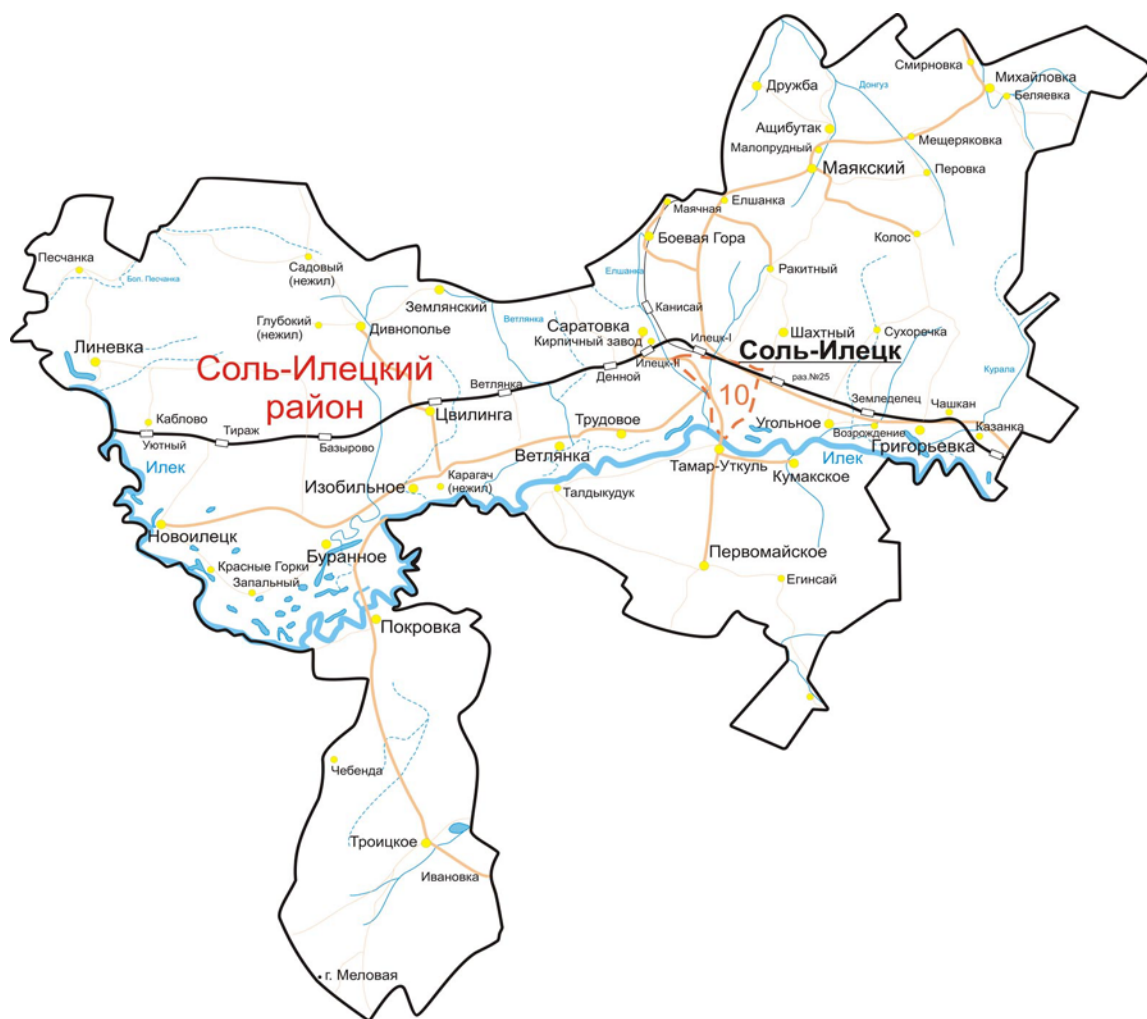 Смирновка
Михайловка
Беляевка
Дружба
Донгуз
Ащибутак
Мещеряковка
Малопрудный
Маякский
Перовка
Маячная
Елшанка
Боевая Гора
Колос
Песчанка
Садовый
(нежил)
Бол. Песчанка
Елшанка
Ракитный
Землянский
Канисай
Глубокий
(нежил)
Дивнополье
Ветлянка
Саратовка
Кирпичный завод
Илецк-I
Шахтный
Сухоречка
Линевка
Соль-Илецкий
район
Соль-Илецк
Илецк-II
Денной
Ветлянка
раз.№25
10
Курала
Каблово
Цвилинга
Трудовое
Угольное
Земледелец
Чашкан
Возрождение
Казанка
Уютный
Тираж
Базырово
Ветлянка
Тамар-Уткуль
Григорьевка
Илек
Илек
Кумакское
Карагач
(нежил)
Изобильное
Талдыкудук
Новоилецк
Буранное
Первомайское
Красные Горки
Запальный
Егинсай
Покровка
Чебенда
Троицкое
Ивановка
г. Меловая